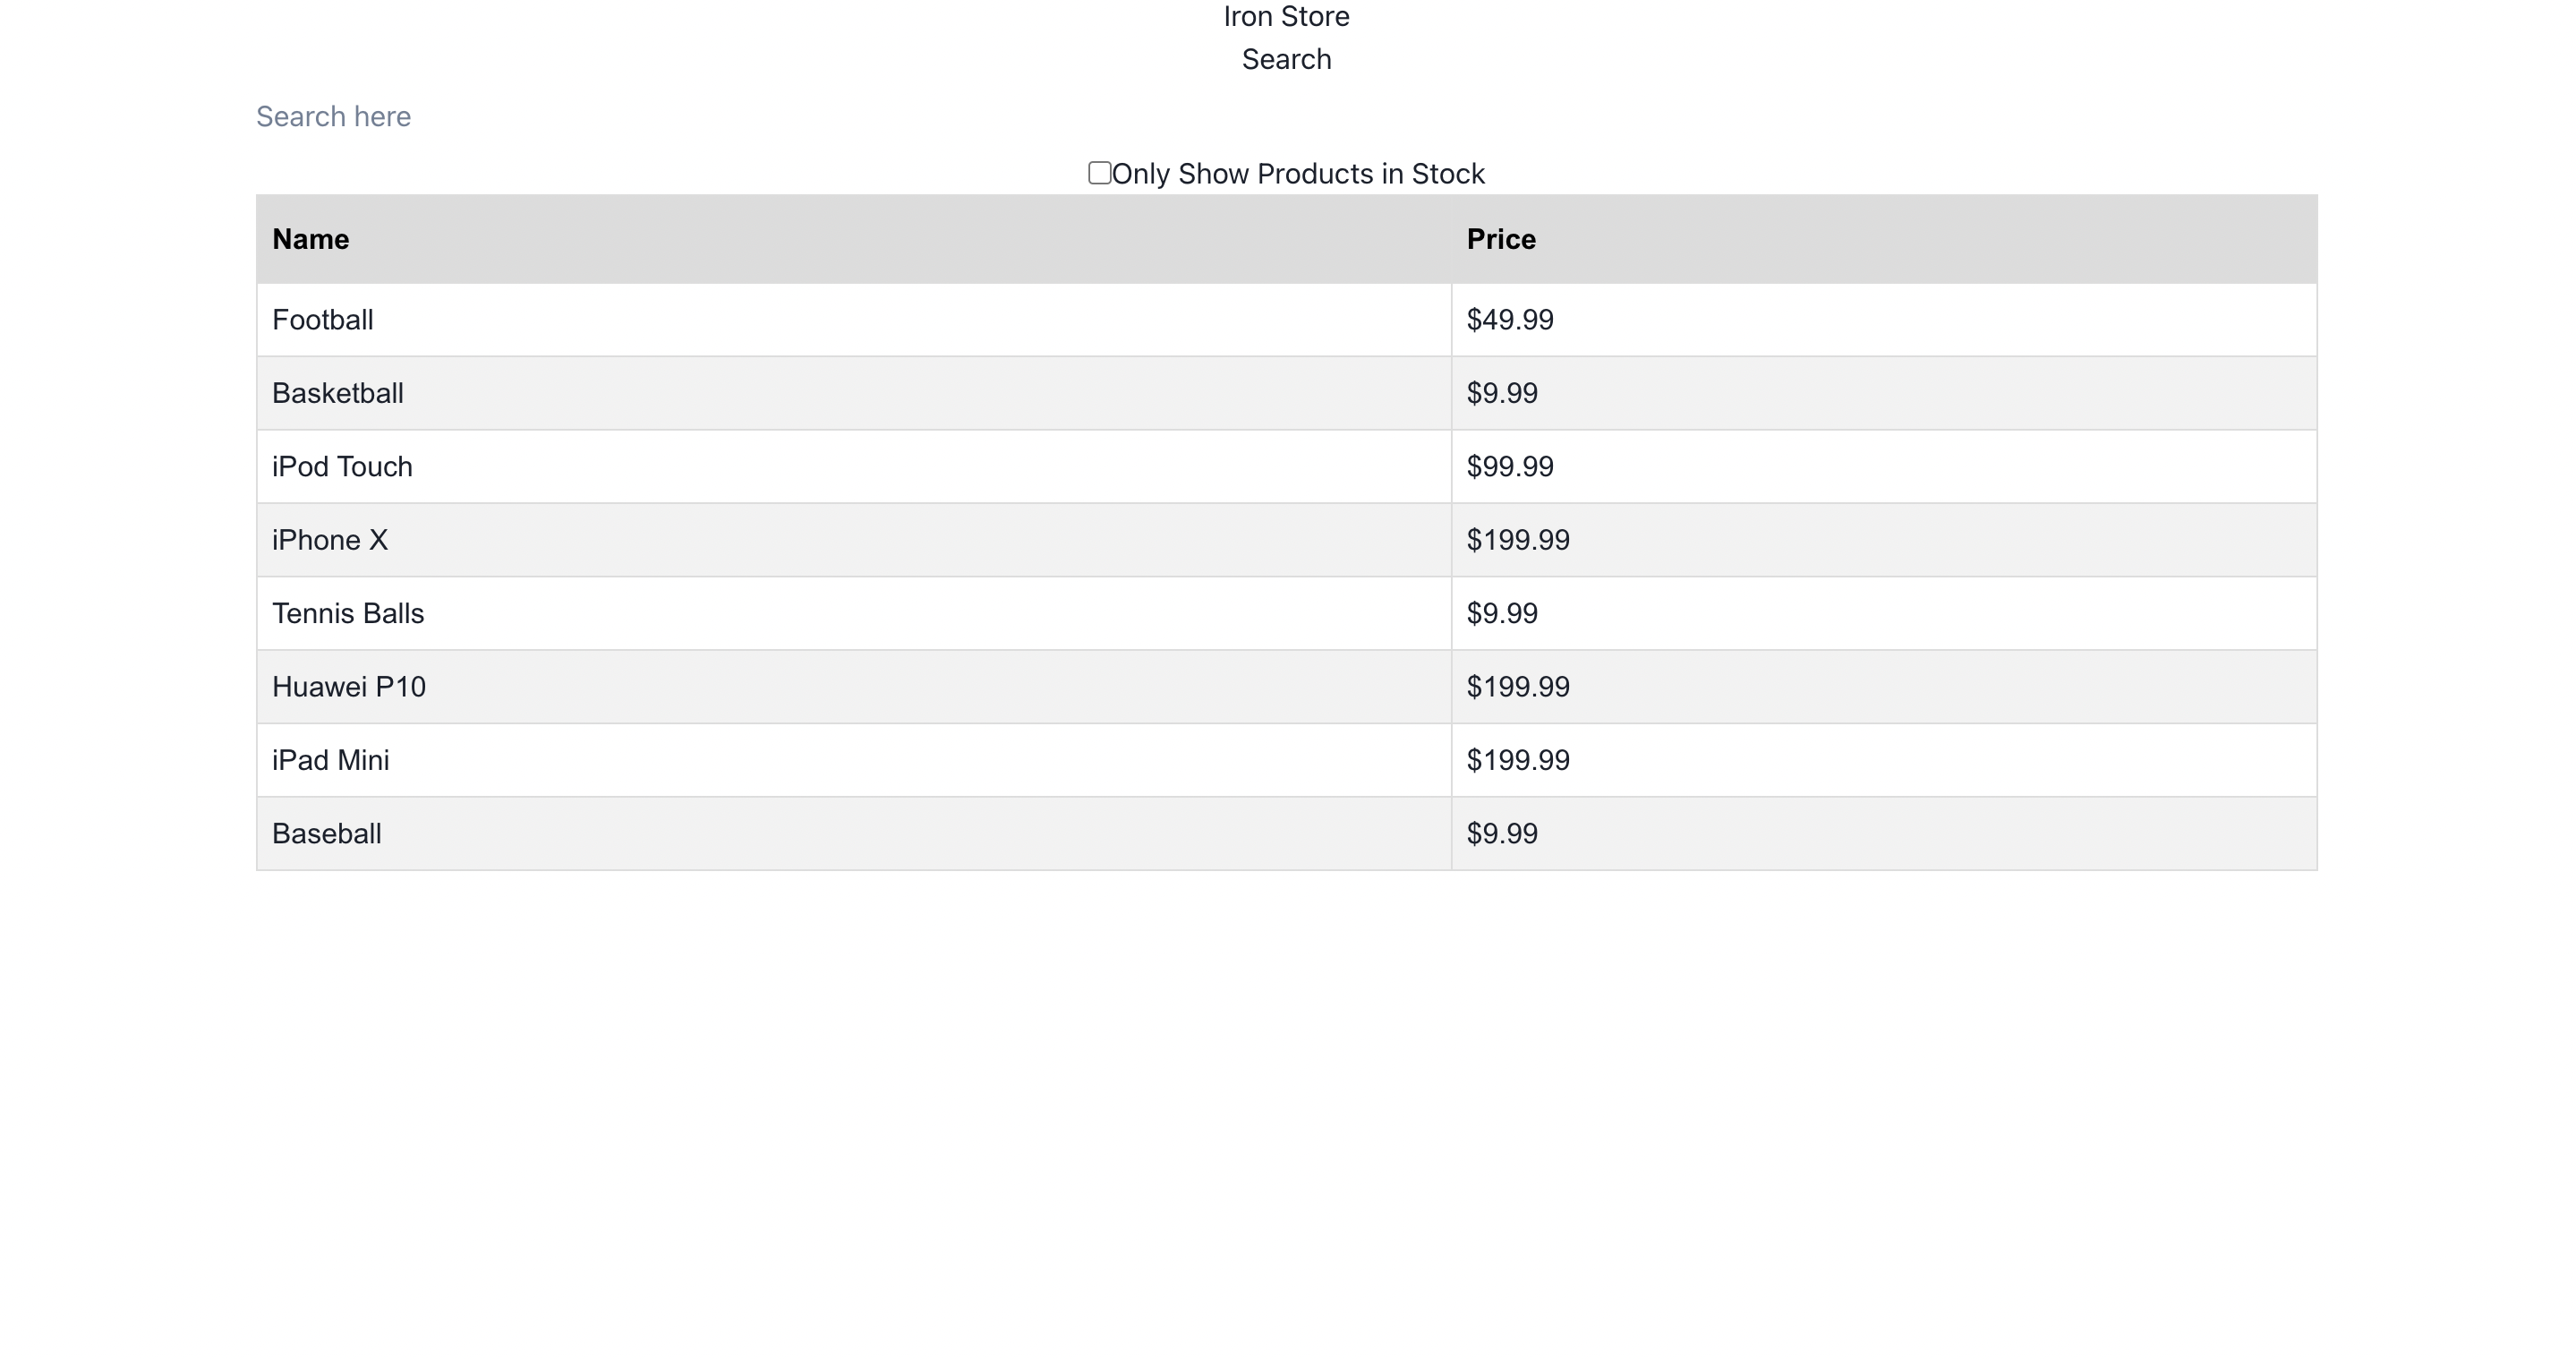 Iron Store
Search
Search here
Only Show Products in Stock
Name Price
Football $49.99
Basketball $9.99
iPod Touch $99.99
iPhone X $199.99
Tennis Balls $9.99
Huawei P10 $199.99
iPad Mini $199.99
Baseball $9.99